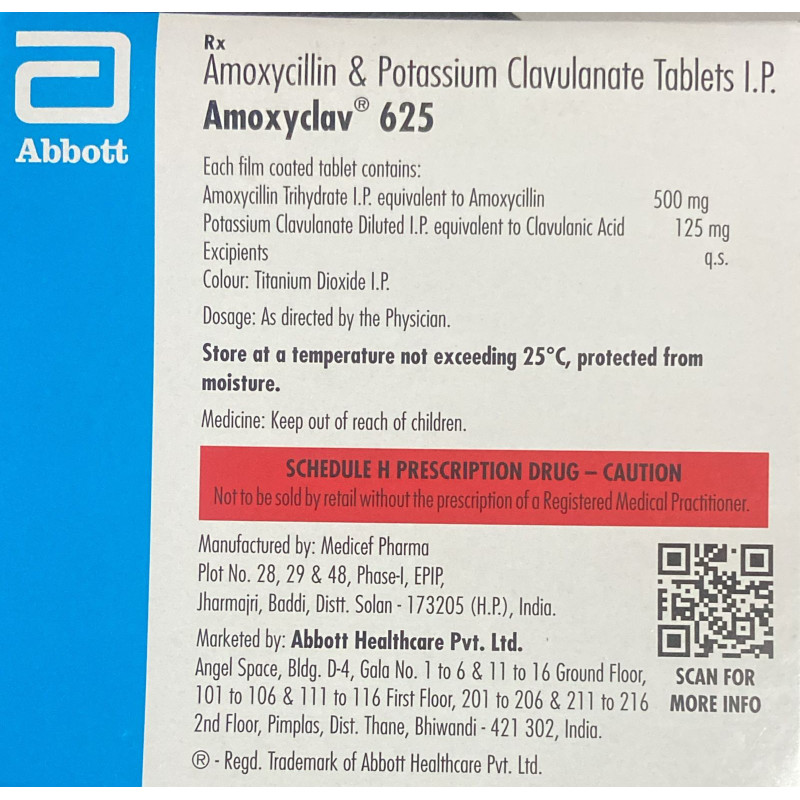 Abbott
Rx
Amoxycillin & Potassium Clavulanate Tablets I.P.
Amoxyclav® 625
Each film coated tablet contains:
Amoxycillin Trihydrate I.P. equivalent to Amoxycillin 500 mg
Potassium Clavulanate Diluted I.P. equivalent to Clavulanic Acid 125 mg
Excipients q.s.
Colour: Titanium Dioxide I.P.
Dosage: As directed by the Physician.
Store at a temperature not exceeding 25°C, protected from
moisture.
Medicine: Keep out of reach of children.
SCHEDULE H PRESCRIPTION DRUG – CAUTION
Not to be sold by retail without the prescription of a Registered Medical Practitioner.
Manufactured by: Medicef Pharma
Plot No. 28, 29 & 48, Phase-I, EPIP,
Jharmajri, Baddi, Distt. Solan - 173205 (H.P.), India.
Marketed by: Abbott Healthcare Pvt. Ltd.
Angel Space, Bldg. D-4, Gala No. 1 to 6 & 11 to 16 Ground Floor,
101 to 106 & 111 to 116 First Floor, 201 to 206 & 211 to 216
2nd Floor, Pimplas, Dist. Thane, Bhiwandi - 421 302, India.
® - Regd. Trademark of Abbott Healthcare Pvt. Ltd.
SCAN FOR
MORE INFO